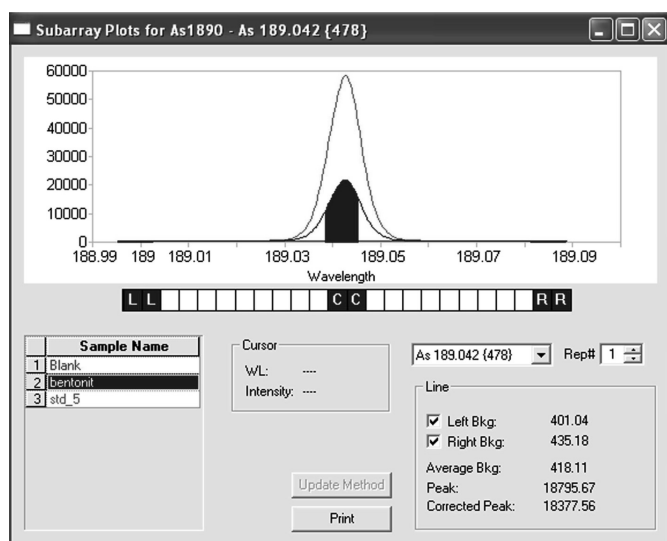 Subarray Plots for As1890 - As 189.042 {478}
60000
50000
40000
30000
20000
10000
0
188.99 189 189.01 189.03 189.05 189.07 189.09
Wavelength
L L C C R R
Sample Name
1 Blank
2 bentonit
3 std_5
Cursor
WL: ----
Intensity: ----
As 189.042 {478} Rep# 1
Line
Left Bkg: 401.04
Right Bkg: 435.18
Average Bkg: 418.11
Peak: 18795.67
Corrected Peak: 18377.56
Update Method
Print